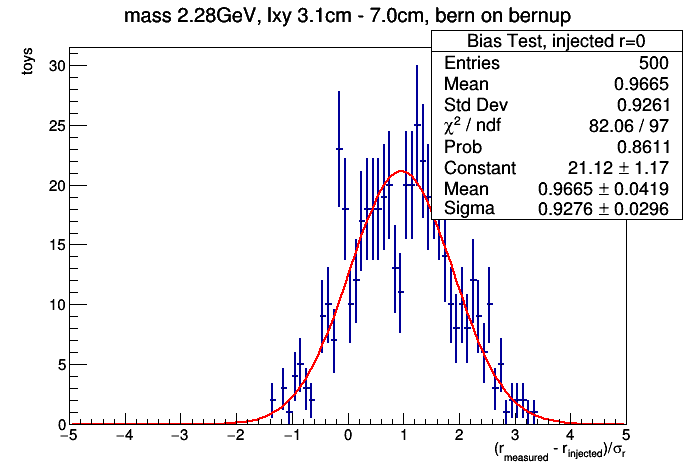 mass 2.28GeV, lxy 3.1cm - 7.0cm, bern on bernup
Bias Test, injected r=0
Entries 500
Mean 0.9665
Std Dev 0.9261
χ² / ndf 82.06 / 97
Prob 0.8611
Constant 21.12 ± 1.17
Mean 0.9665 ± 0.0419
Sigma 0.9276 ± 0.0296
toys
30
25
20
15
10
5
0
−5 −4 −3 −2 −1 0 1 2 3 4 5
(r_measured - r_injected)/σ_r